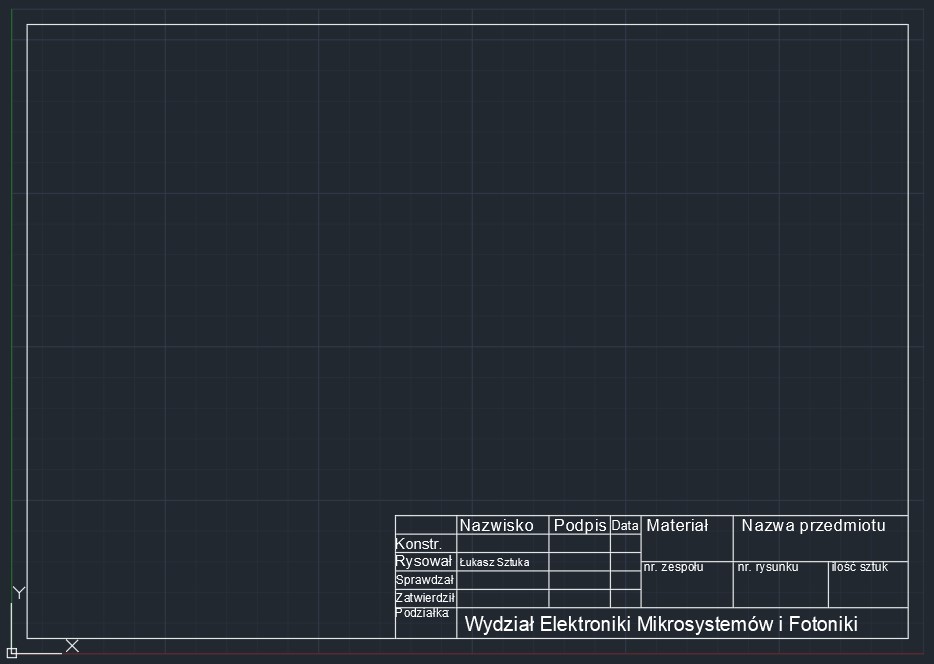 Nazwisko Podpis Data Materiał Nazwa przedmiotu
Konstr.
Rysował Łukasz Sztuka
nr. zespołu nr. rysunku ilość sztuk
Sprawdzał
Zatwierdził
Podziałka
Wydział Elektroniki Mikrosystemów i Fotoniki
Y
X